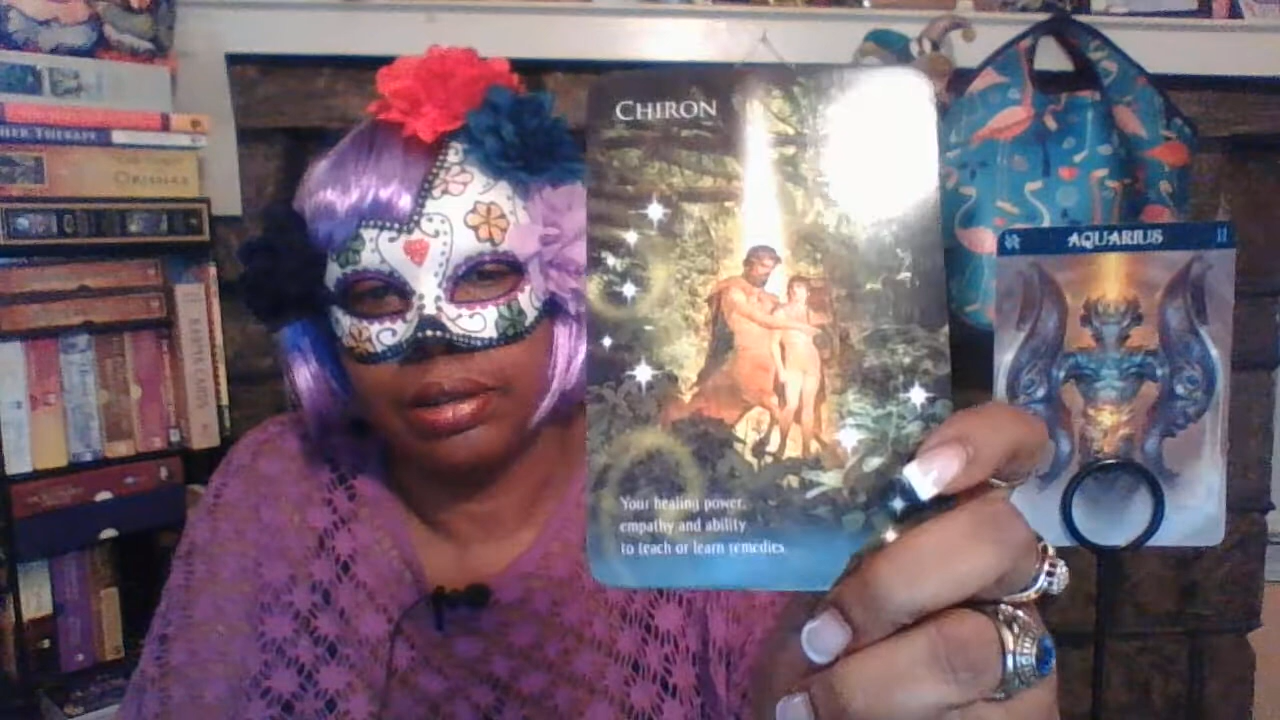 CHIRON
Your healing power,
empathy and ability
to teach or learn remedies
AQUARIUS
11